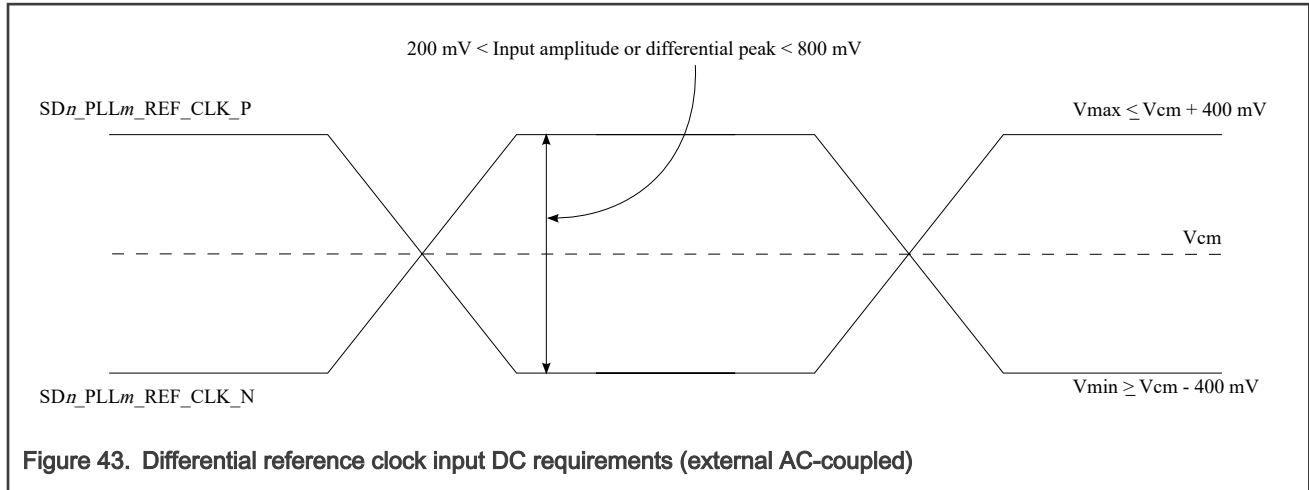 200 mV < Input amplitude or differential peak < 800 mV
SDn_PLLm_REF_CLK_P
Vmax ≤ Vcm + 400 mV
Vcm
SDn_PLLm_REF_CLK_N
Vmin ≥ Vcm - 400 mV
Figure 43. Differential reference clock input DC requirements (external AC-coupled)